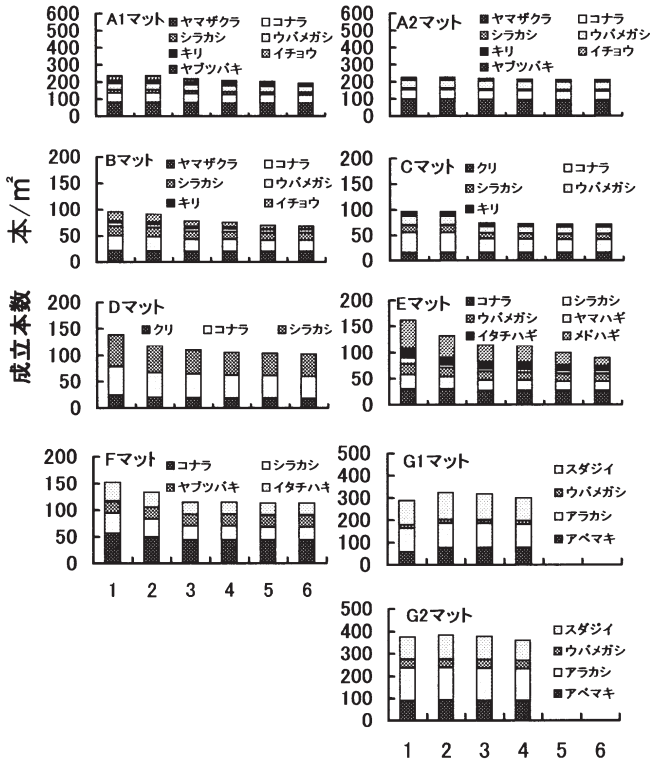 成立本数 本/㎡
A1マット
ヤマザクラ コナラ
シラカシ ウバメガシ
キリ イチョウ
ヤブツバキ
600
500
400
300
200
100
0
A2マット
ヤマザクラ コナラ
シラカシ ウバメガシ
キリ イチョウ
ヤブツバキ
600
500
400
300
200
100
0
Bマット
ヤマザクラ コナラ
シラカシ ウバメガシ
キリ イチョウ
200
150
100
50
0
Cマット
クリ コナラ
シラカシ ウバメガシ
キリ
200
150
100
50
0
Dマット
クリ コナラ シラカシ
200
150
100
50
0
Eマット
コナラ シラカシ
ウバメガシ ヤマハギ
イタチハギ メドハギ
200
150
100
50
0
Fマット
コナラ シラカシ
ヤブツバキ イタチハキ
200
150
100
50
0
1 2 3 4 5 6
G1マット
スダジイ
ウバメガシ
アラカシ
アベマキ
500
400
300
200
100
0
G2マット
スダジイ
ウバメガシ
アラカシ
アベマキ
500
400
300
200
100
0
1 2 3 4 5 6